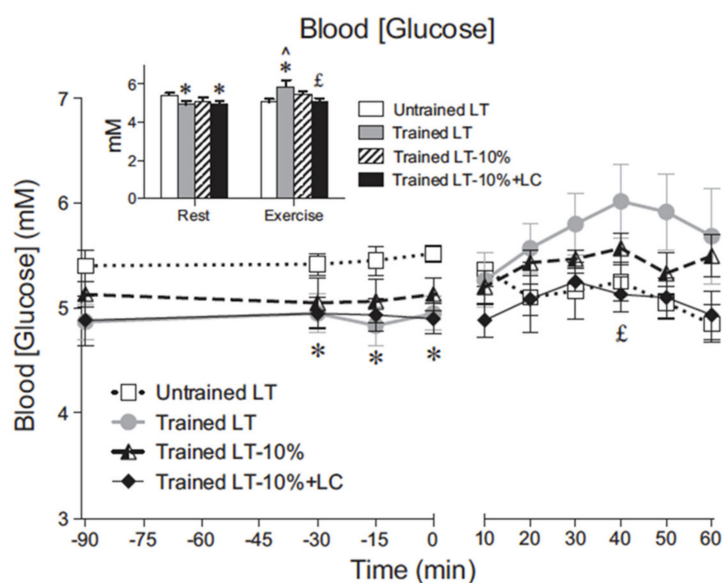 Blood [Glucose]
7
6
5
4
3
Blood [Glucose] (mM)
6
4
2
0
mM
*
*
^
*
£
Rest
Exercise
Untrained LT
Trained LT
Trained LT-10%
Trained LT-10%+LC
*
*
*
£
Untrained LT
Trained LT
Trained LT-10%
Trained LT-10%+LC
-90 -75 -60 -45 -30 -15 0 10 20 30 40 50 60
Time (min)